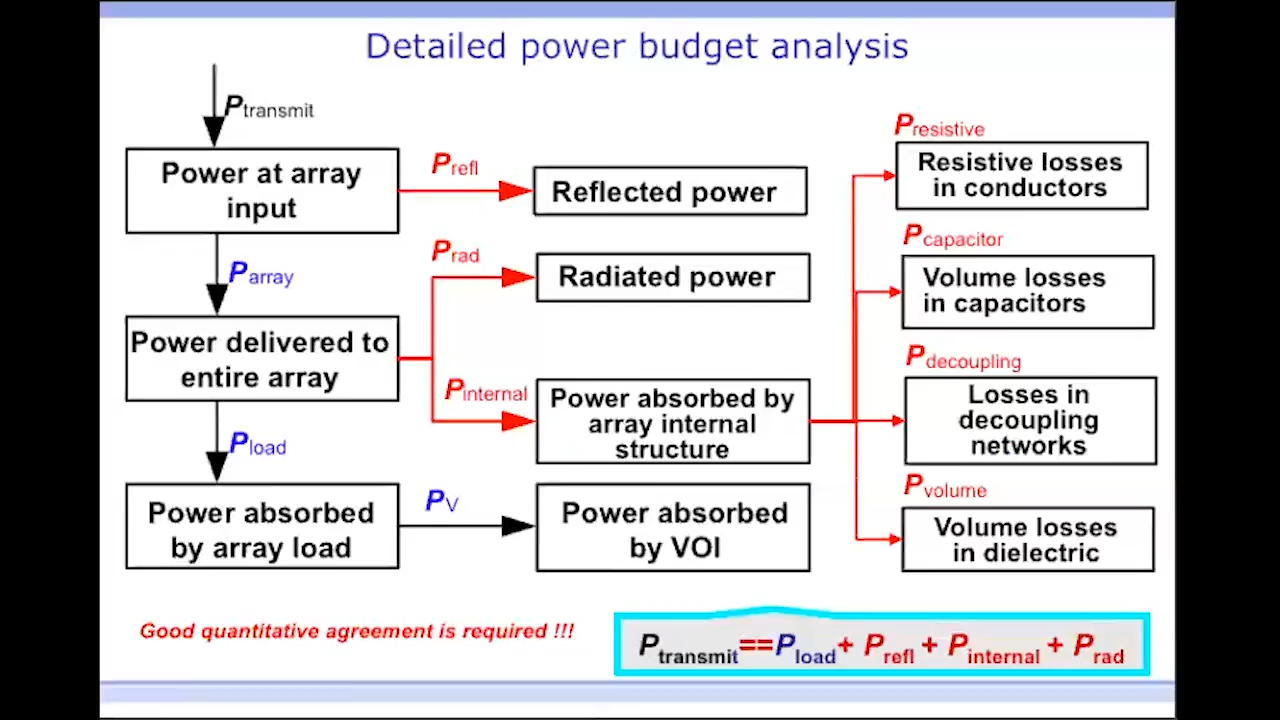 Detailed power budget analysis
Ptransmit
Power at array
input
Prefl
Reflected power
Parray
Power delivered to
entire array
Prad
Radiated power
Pinternal
Power absorbed by
array internal
structure
Pload
Power absorbed
by array load
PV
Power absorbed
by VOI
Presistive
Resistive losses
in conductors
Pcapacitor
Volume losses
in capacitors
Pdecoupling
Losses in
decoupling
networks
Pvolume
Volume losses
in dielectric
Good quantitative agreement is required !!!
Ptransmit==Pload+ Prefl + Pinternal + Prad